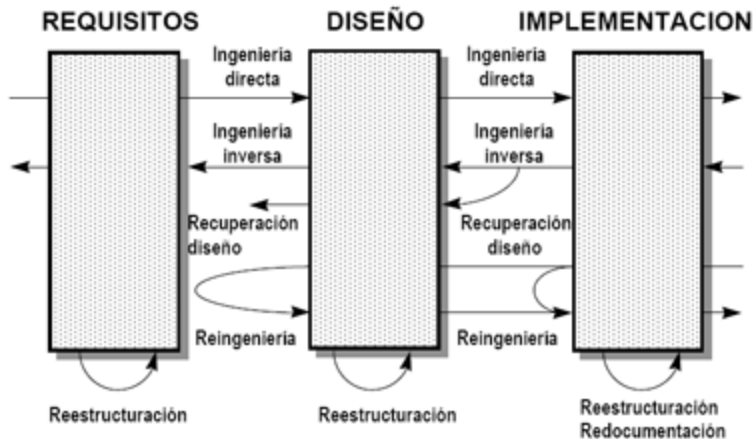 REQUISITOS
DISEÑO
IMPLEMENTACION
Ingeniería
directa
Ingeniería
directa
Ingeniería
inversa
Ingeniería
inversa
Recuperación
diseño
Recuperación
diseño
Reingeniería
Reingeniería
Reestructuración
Reestructuración
Reestructuración
Redocumentación